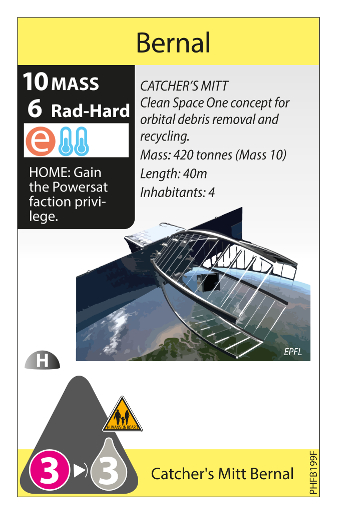 Bernal
10 MASS
6 Rad-Hard
e
HOME: Gain
the Powersat
faction privi-
lege.
CATCHER'S MITT
Clean Space One concept for
orbital debris removal and
recycling.
Mass: 420 tonnes (Mass 10)
Length: 40m
Inhabitants: 4
EPFL
H
3 3
Catcher's Mitt Bernal
PHFB199F